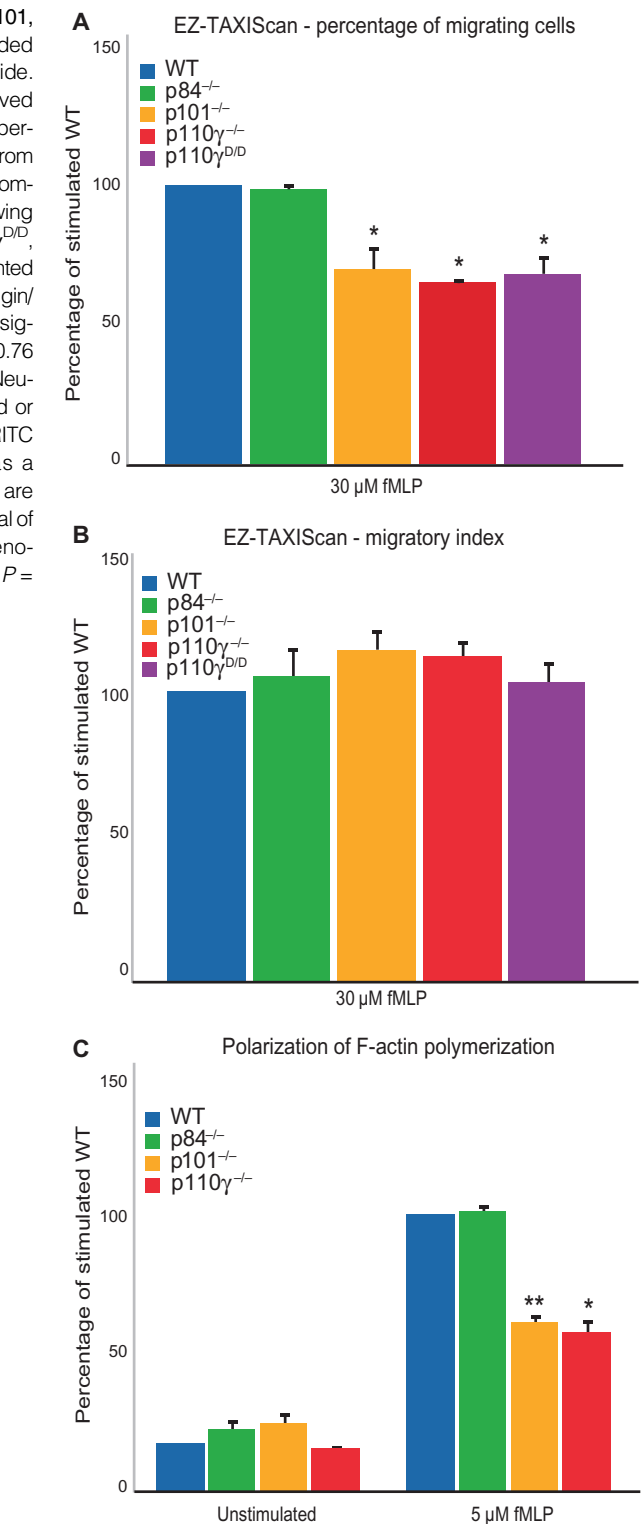 101,
ded
ide.
ved
per-
rom
om-
ving
D/D,
nted
gin/
sig-
0.76
Neu-
d or
RITC
s a
are
al of
eno-
P =
A
EZ-TAXIScan - percentage of migrating cells
150
100
50
0
Percentage of stimulated WT
WT
p84–/–
p101–/–
p110γ–/–
p110γD/D
*
*
*
30 µM fMLP
B
EZ-TAXIScan - migratory index
150
100
50
0
Percentage of stimulated WT
WT
p84–/–
p101–/–
p110γ–/–
p110γD/D
30 µM fMLP
C
Polarization of F-actin polymerization
150
100
50
0
Percentage of stimulated WT
WT
p84–/–
p101–/–
p110γ–/–
**
*
Unstimulated
5 µM fMLP